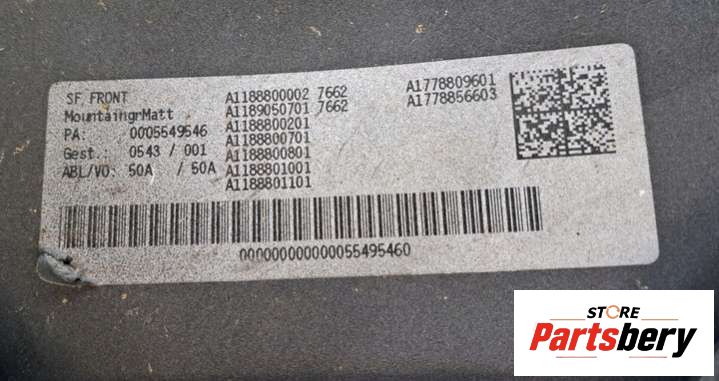 SF FRONT
MountaingrMatt
PA: 0005549546
Gest.: 0543 / 001
ABL/VO: 50A / 50A
A1188800002 7662
A1189050701 7662
A1188800201
A1188800701
A1188800801
A1188801001
A1188801101
A1778809601
A1778856603
000000000000055495460
STORE
Partsbery